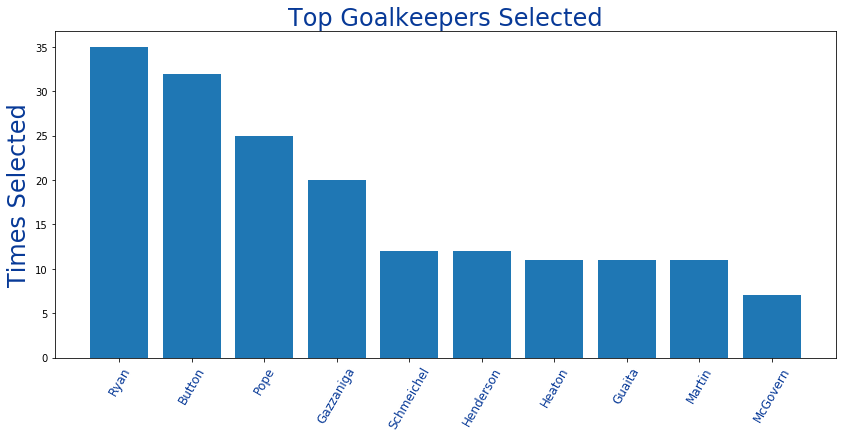 Top Goalkeepers Selected
Times Selected
35
30
25
20
15
10
5
0
Ryan
Button
Pope
Gazzaniga
Schmeichel
Henderson
Heaton
Guaita
Martin
McGovern